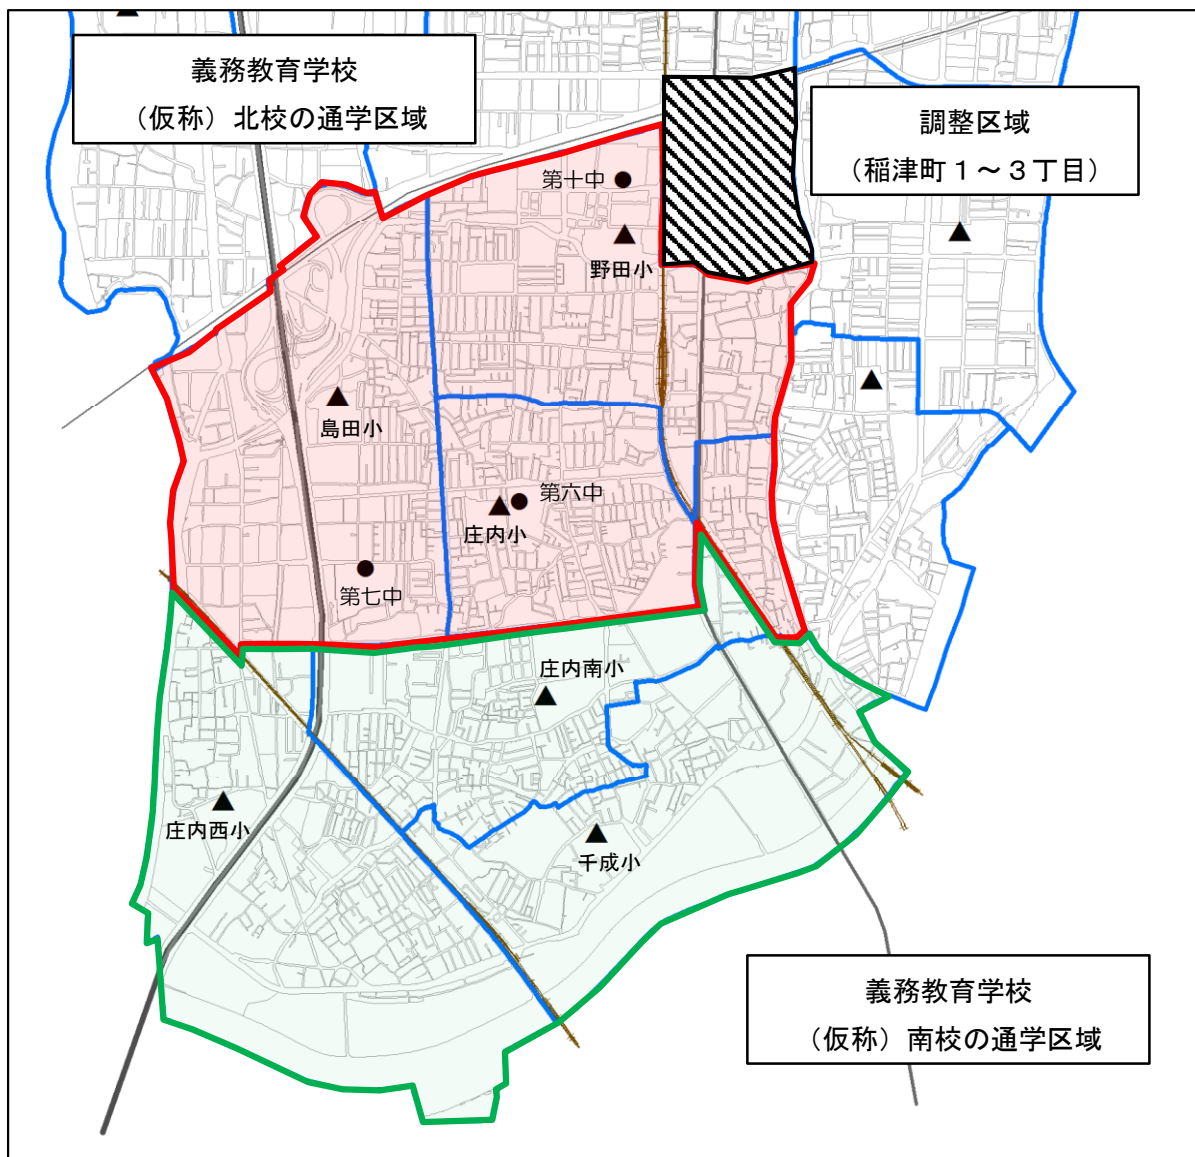 義務教育学校
（仮称）北校の通学区域
調整区域
（稲津町１～３丁目）
第十中
野田小
島田小
第六中
庄内小
第七中
庄内南小
庄内西小
千成小
義務教育学校
（仮称）南校の通学区域